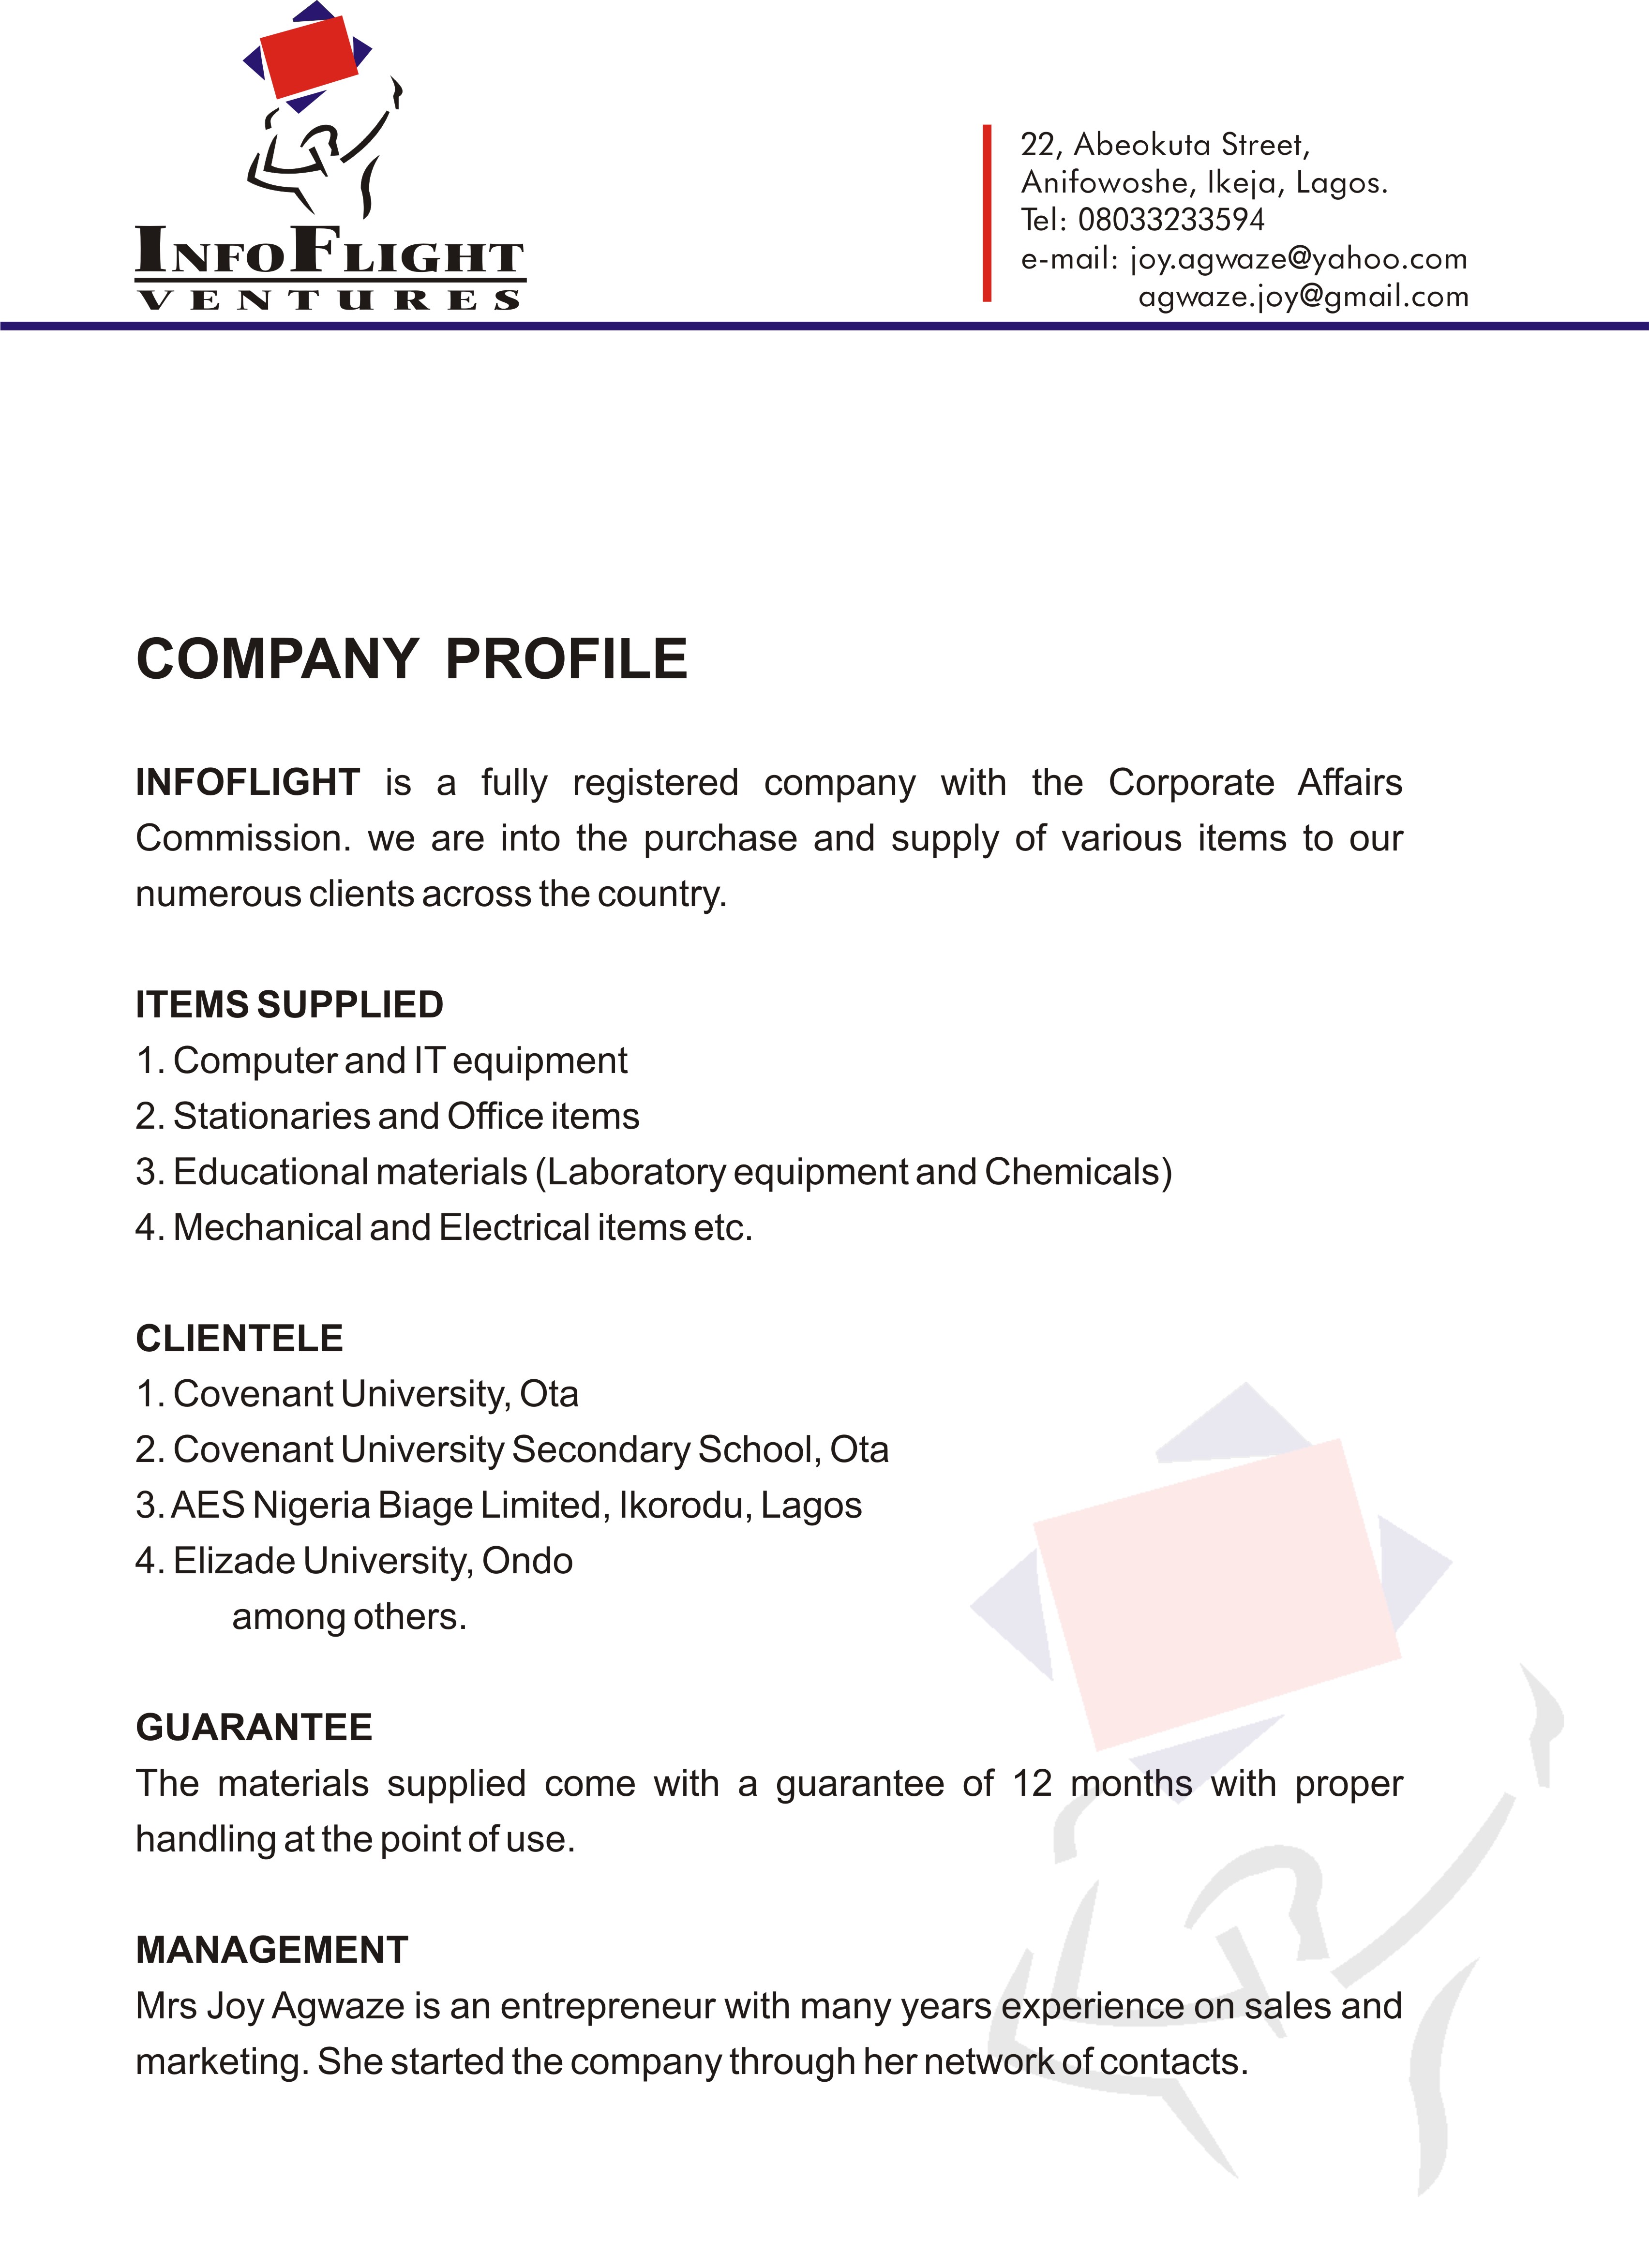 INFOFLIGHT
VENTURES
22, Abeokuta Street,
Anifowoshe, Ikeja, Lagos.
Tel: 08033233594
e-mail: joy.agwaze@yahoo.com
agwaze.joy@gmail.com
COMPANY PROFILE
INFOFLIGHT is a fully registered company with the Corporate Affairs
Commission. we are into the purchase and supply of various items to our
numerous clients across the country.
ITEMS SUPPLIED
1. Computer and IT equipment
2. Stationaries and Office items
3. Educational materials (Laboratory equipment and Chemicals)
4. Mechanical and Electrical items etc.
CLIENTELE
1. Covenant University, Ota
2. Covenant University Secondary School, Ota
3. AES Nigeria Biage Limited, Ikorodu, Lagos
4. Elizade University, Ondo
among others.
GUARANTEE
The materials supplied come with a guarantee of 12 months with proper
handling at the point of use.
MANAGEMENT
Mrs Joy Agwaze is an entrepreneur with many years experience on sales and
marketing. She started the company through her network of contacts.